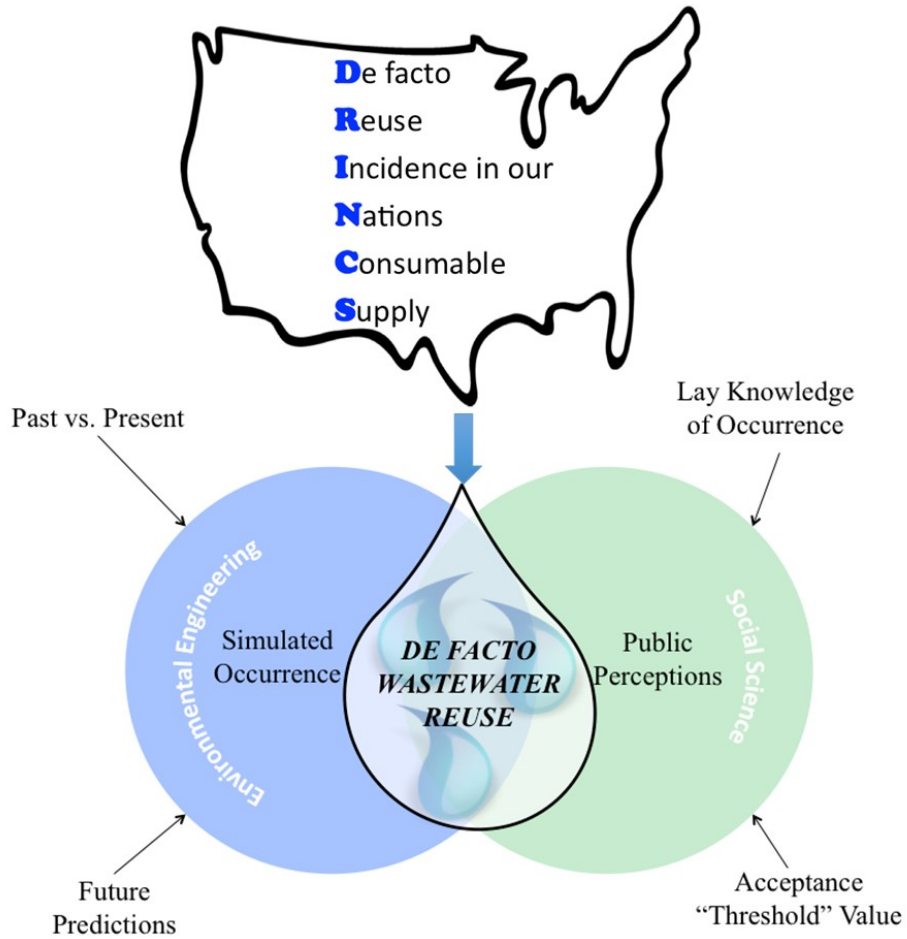 De facto
Reuse
Incidence in our
Nations
Consumable
Supply
Past vs. Present
Lay Knowledge
of Occurrence
Environmental Engineering
Simulated
Occurrence
DE FACTO
WASTEWATER
REUSE
Public
Perceptions
Social Science
Future
Predictions
Acceptance
“Threshold” Value